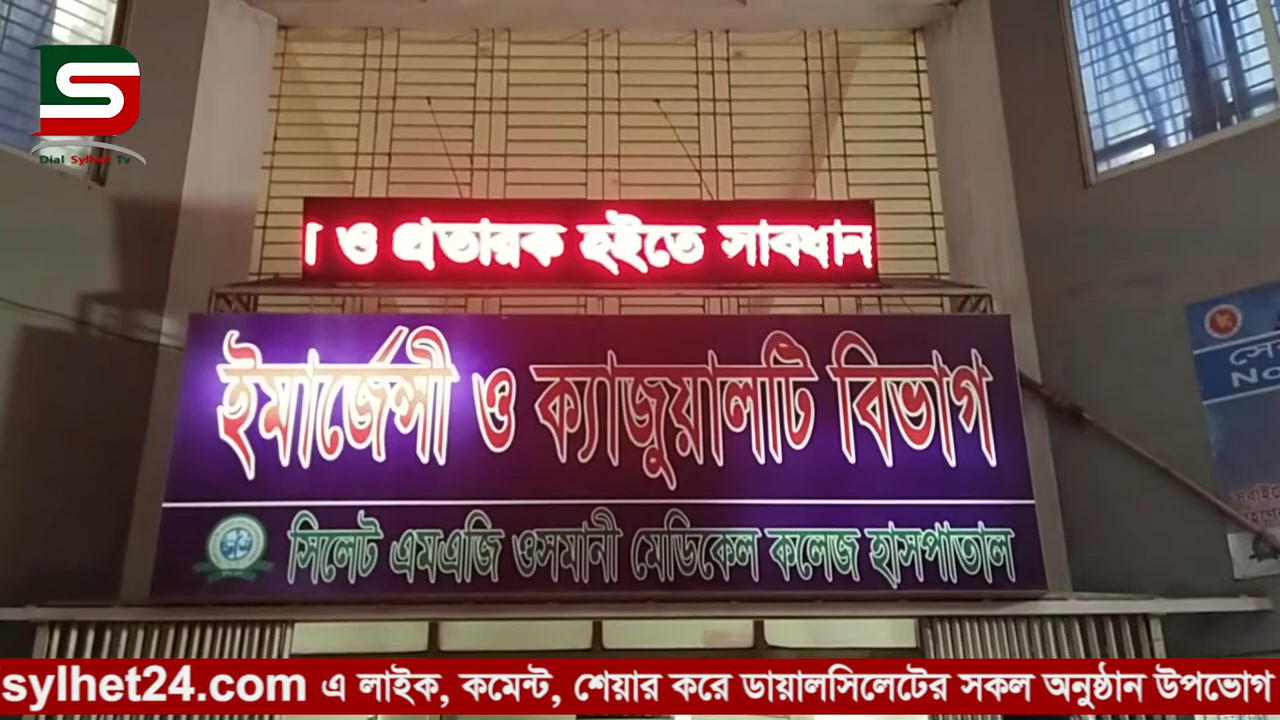 Dial Sylhet Tv
ও প্রতারক হইতে সাবধান
ইমার্জেন্সী ও ক্যাজুয়ালটি বিভাগ
সিলেট এমএজি ওসমানী মেডিকেল কলেজ হাসপাতাল
sylhet24.com এ লাইক, কমেন্ট, শেয়ার করে ডায়ালসিলেটের সকল অনুষ্ঠান উপভোগ